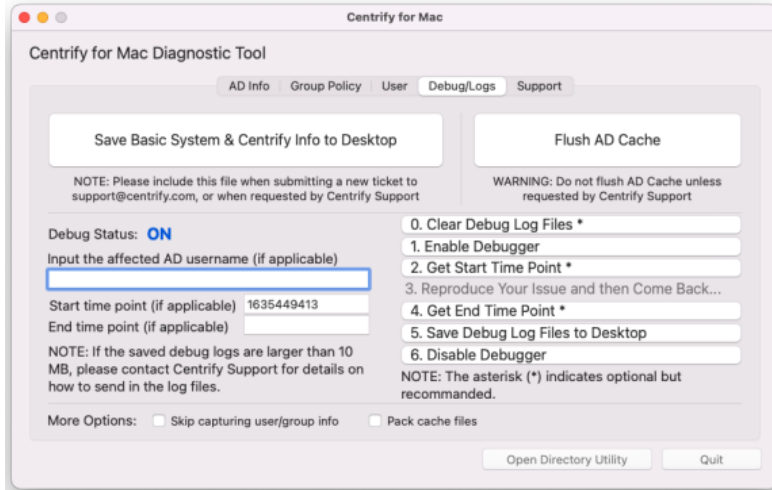 Centrify for Mac
Centrify for Mac Diagnostic Tool
AD Info
Group Policy
User
Debug/Logs
Support
Save Basic System & Centrify Info to Desktop
Flush AD Cache
NOTE: Please include this file when submitting a new ticket to
support@centrify.com, or when requested by Centrify Support
WARNING: Do not flush AD Cache unless
requested by Centrify Support
Debug Status: ON
Input the affected AD username (if applicable)
Start time point (if applicable) 1635449413
End time point (if applicable)
NOTE: If the saved debug logs are larger than 10
MB, please contact Centrify Support for details on
how to send in the log files.
0. Clear Debug Log Files *
1. Enable Debugger
2. Get Start Time Point *
3. Reproduce Your Issue and then Come Back...
4. Get End Time Point *
5. Save Debug Log Files to Desktop
6. Disable Debugger
NOTE: The asterisk (*) indicates optional but
recommanded.
More Options:
Skip capturing user/group info
Pack cache files
Open Directory Utility
Quit